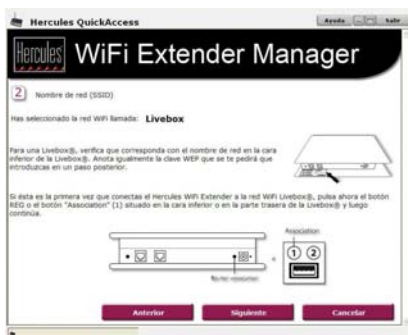 Hercules QuickAccess
Ayuda
Salir
Hercules
WiFi Extender Manager
2 Nombre de red (SSID)
Has seleccionado la red WiFi llamada: Livebox
Para una Livebox®, verifica que corresponda con el nombre de red en la cara
inferior de la Livebox®. Anota igualmente la clave WEP que se te pedirá que
introduzcas en un paso posterior.
Si ésta es la primera vez que conectas el Hercules WiFi Extender a la red WiFi Livebox®, pulsa ahora el botón
REG o el botón "Association" (1) situado en la cara inferior o en la parte trasera de la Livebox® y luego
continúa.
Association
1 2
Anterior
Siguiente
Cancelar